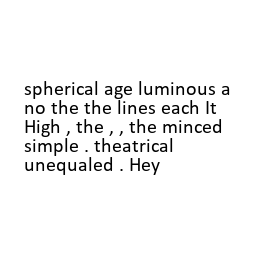 spherical age luminous a
no the the lines each It
High , the , , the minced
simple . theatrical
unequaled . Hey